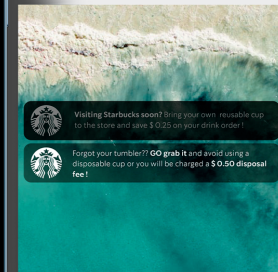 Visiting Starbucks soon? Bring your own reusable cup
to the store and save $ 0.25 on your drink order !
Forgot your tumbler?? GO grab it and avoid using a
disposable cup or you will be charged a $ 0.50 disposal
fee !